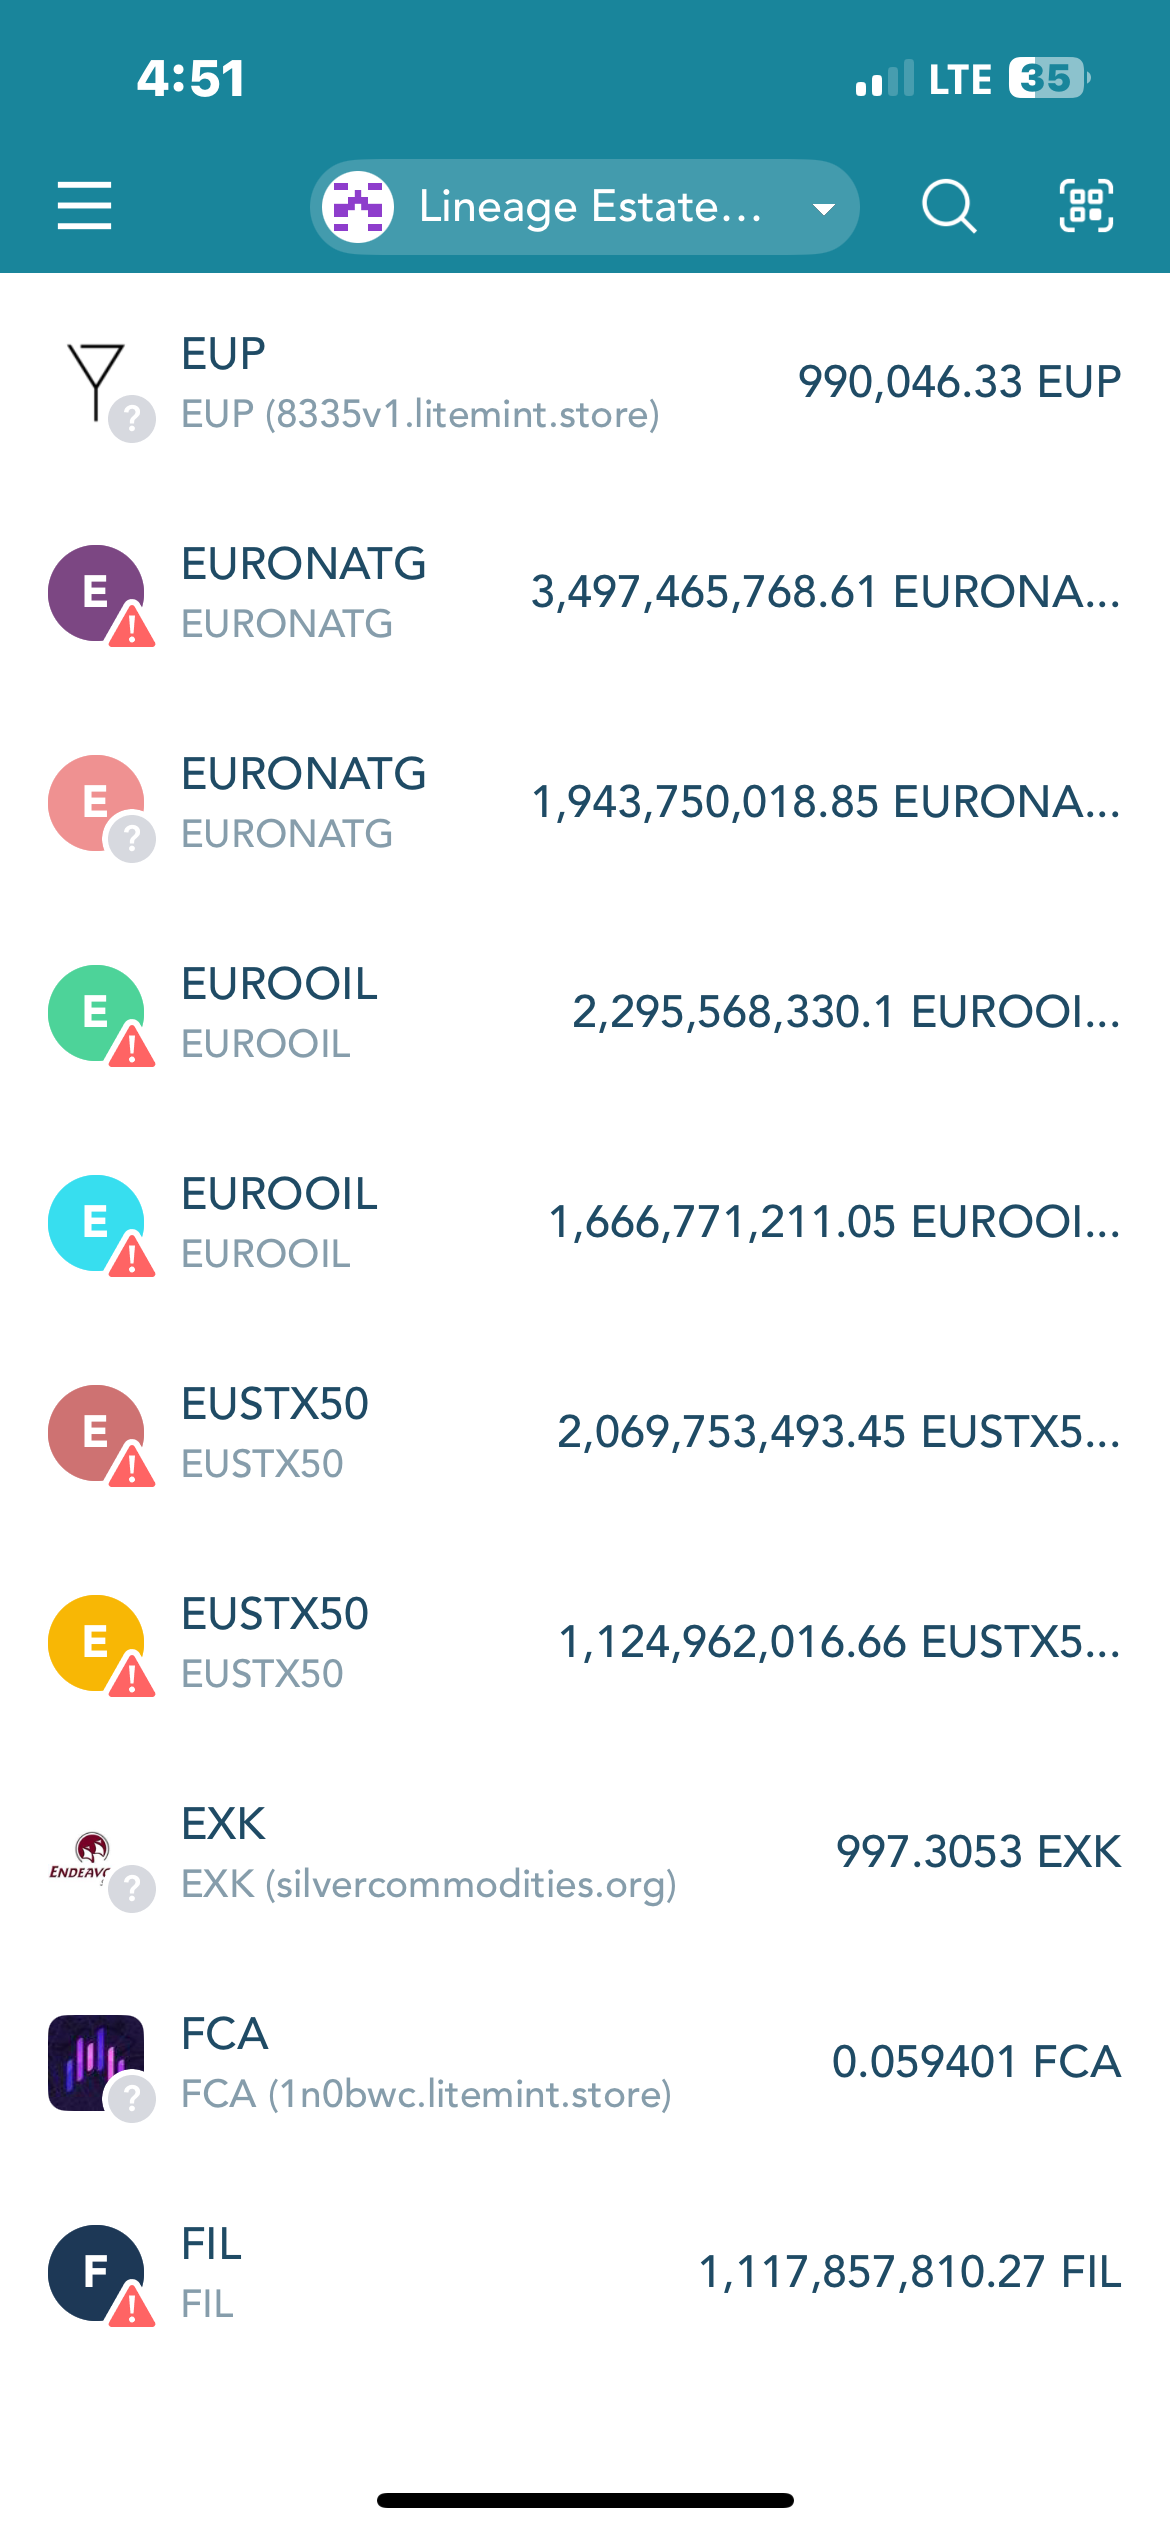 4:51
LTE 35
Lineage Estate...
EUP
990,046.33 EUP
EUP (8335v1.litemint.store)
E
EURONATG
3,497,465,768.61 EURONA...
EURONATG
E
EURONATG
1,943,750,018.85 EURONA...
EURONATG
E
EUROOIL
2,295,568,330.1 EUROOI...
EUROOIL
E
EUROOIL
1,666,771,211.05 EUROOI...
EUROOIL
E
EUSTX50
2,069,753,493.45 EUSTX5...
EUSTX50
E
EUSTX50
1,124,962,016.66 EUSTX5...
EUSTX50
EXK
997.3053 EXK
ENDEAVO
EXK (silvercommodities.org)
FCA
0.059401 FCA
FCA (1n0bwc.litemint.store)
F
FIL
1,117,857,810.27 FIL
FIL